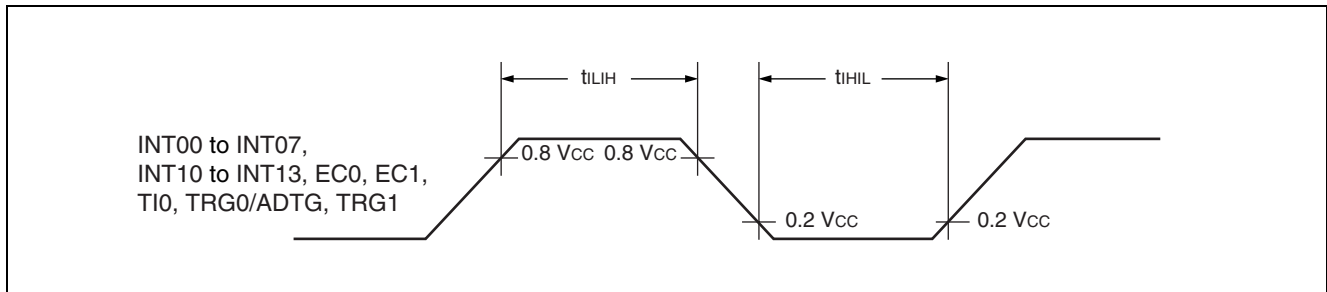 tILIH
tIHIL
INT00 to INT07,
INT10 to INT13, EC0, EC1,
TI0, TRG0/ADTG, TRG1
0.8 VCC 0.8 VCC
0.2 VCC
0.2 VCC